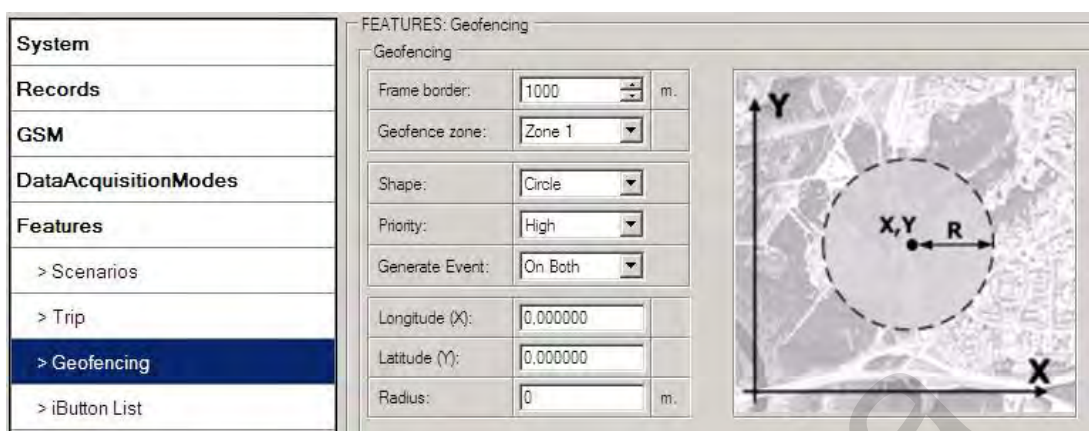 System
Records
GSM
DataAcquisitionModes
Features
> Scenarios
> Trip
> Geofencing
> iButton List
FEATURES: Geofencing
Geofencing
Frame border: 1000 m.
Geofence zone: Zone 1
Shape: Circle
Priority: High
Generate Event: On Both
Longitude (X): 0.000000
Latitude (Y): 0.000000
Radius: 0 m.
Y
X,Y R
X